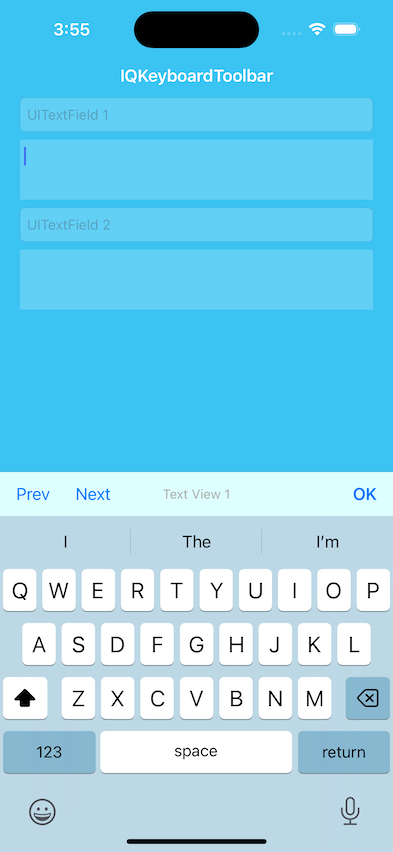 3:55
IQKeyboardToolbar
UITextField 1
UITextField 2
Prev Next Text View 1 OK
I The I'm
Q W E R T Y U I O P
A S D F G H J K L
Z X C V B N M
123 space return